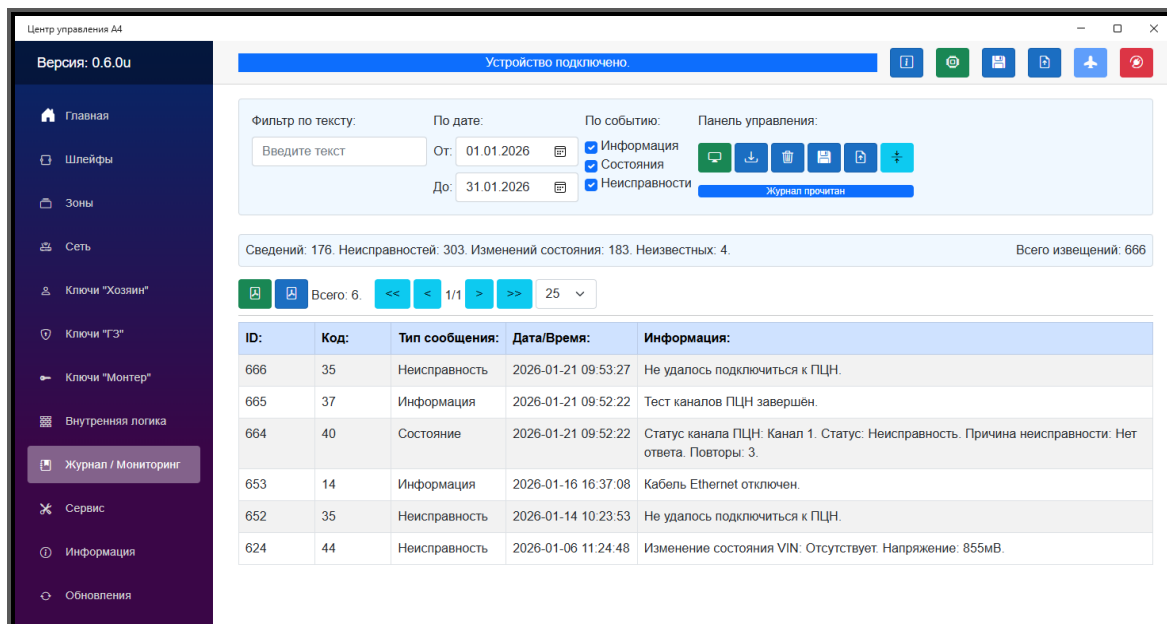 Центр управления А4
Версия: 0.6.0u
Устройство подключено.
Главная
Шлейфы
Зоны
Сеть
Ключи "Хозяин"
Ключи "ГЗ"
Ключи "Монтер"
Внутренняя логика
Журнал / Мониторинг
Сервис
Информация
Обновления
Фильтр по тексту:
Введите текст
По дате:
От: 01.01.2026
До: 31.01.2026
По событию:
Информация
Состояния
Неисправности
Панель управления:
Журнал прочитан
Сведений: 176. Неисправностей: 303. Изменений состояния: 183. Неизвестных: 4. Всего извещений: 666
Всего: 6. << < 1/1 > >> 25
ID: Код: Тип сообщения: Дата/Время: Информация:
666 35 Неисправность 2026-01-21 09:53:27 Не удалось подключиться к ПЦН.
665 37 Информация 2026-01-21 09:52:22 Тест каналов ПЦН завершён.
664 40 Состояние 2026-01-21 09:52:22 Статус канала ПЦН: Канал 1. Статус: Неисправность. Причина неисправности: Нет
ответа. Повторы: 3.
653 14 Информация 2026-01-16 16:37:08 Кабель Ethernet отключен.
652 35 Неисправность 2026-01-14 10:23:53 Не удалось подключиться к ПЦН.
624 44 Неисправность 2026-01-06 11:24:48 Изменение состояния VIN: Отсутствует. Напряжение: 855мВ.